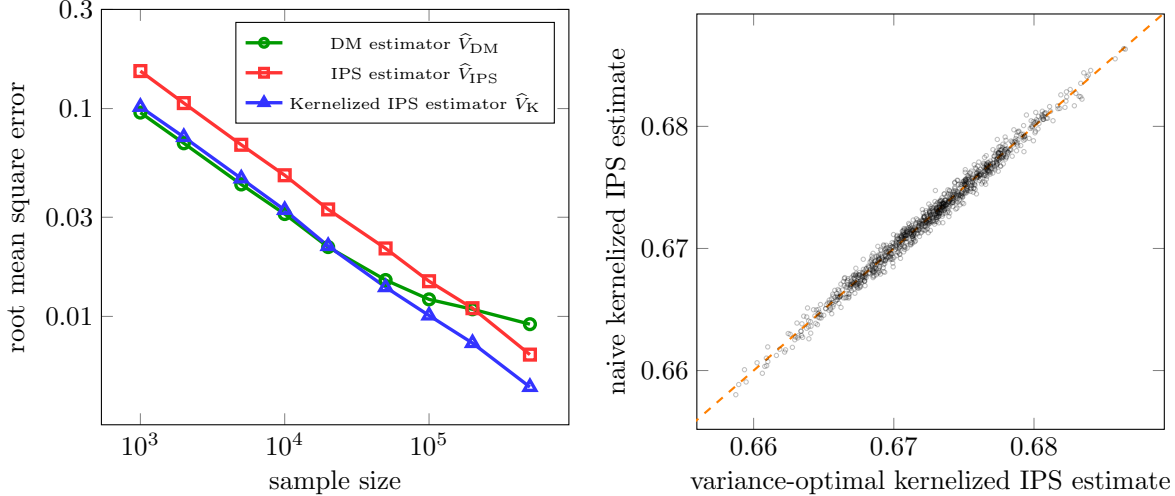 0.3
0.1
0.03
0.01
root mean square error
DM estimator V̂_DM
IPS estimator V̂_IPS
Kernelized IPS estimator V̂_K
10^3
10^4
10^5
sample size
0.68
0.67
0.66
naive kernelized IPS estimate
0.66
0.67
0.68
variance-optimal kernelized IPS estimate